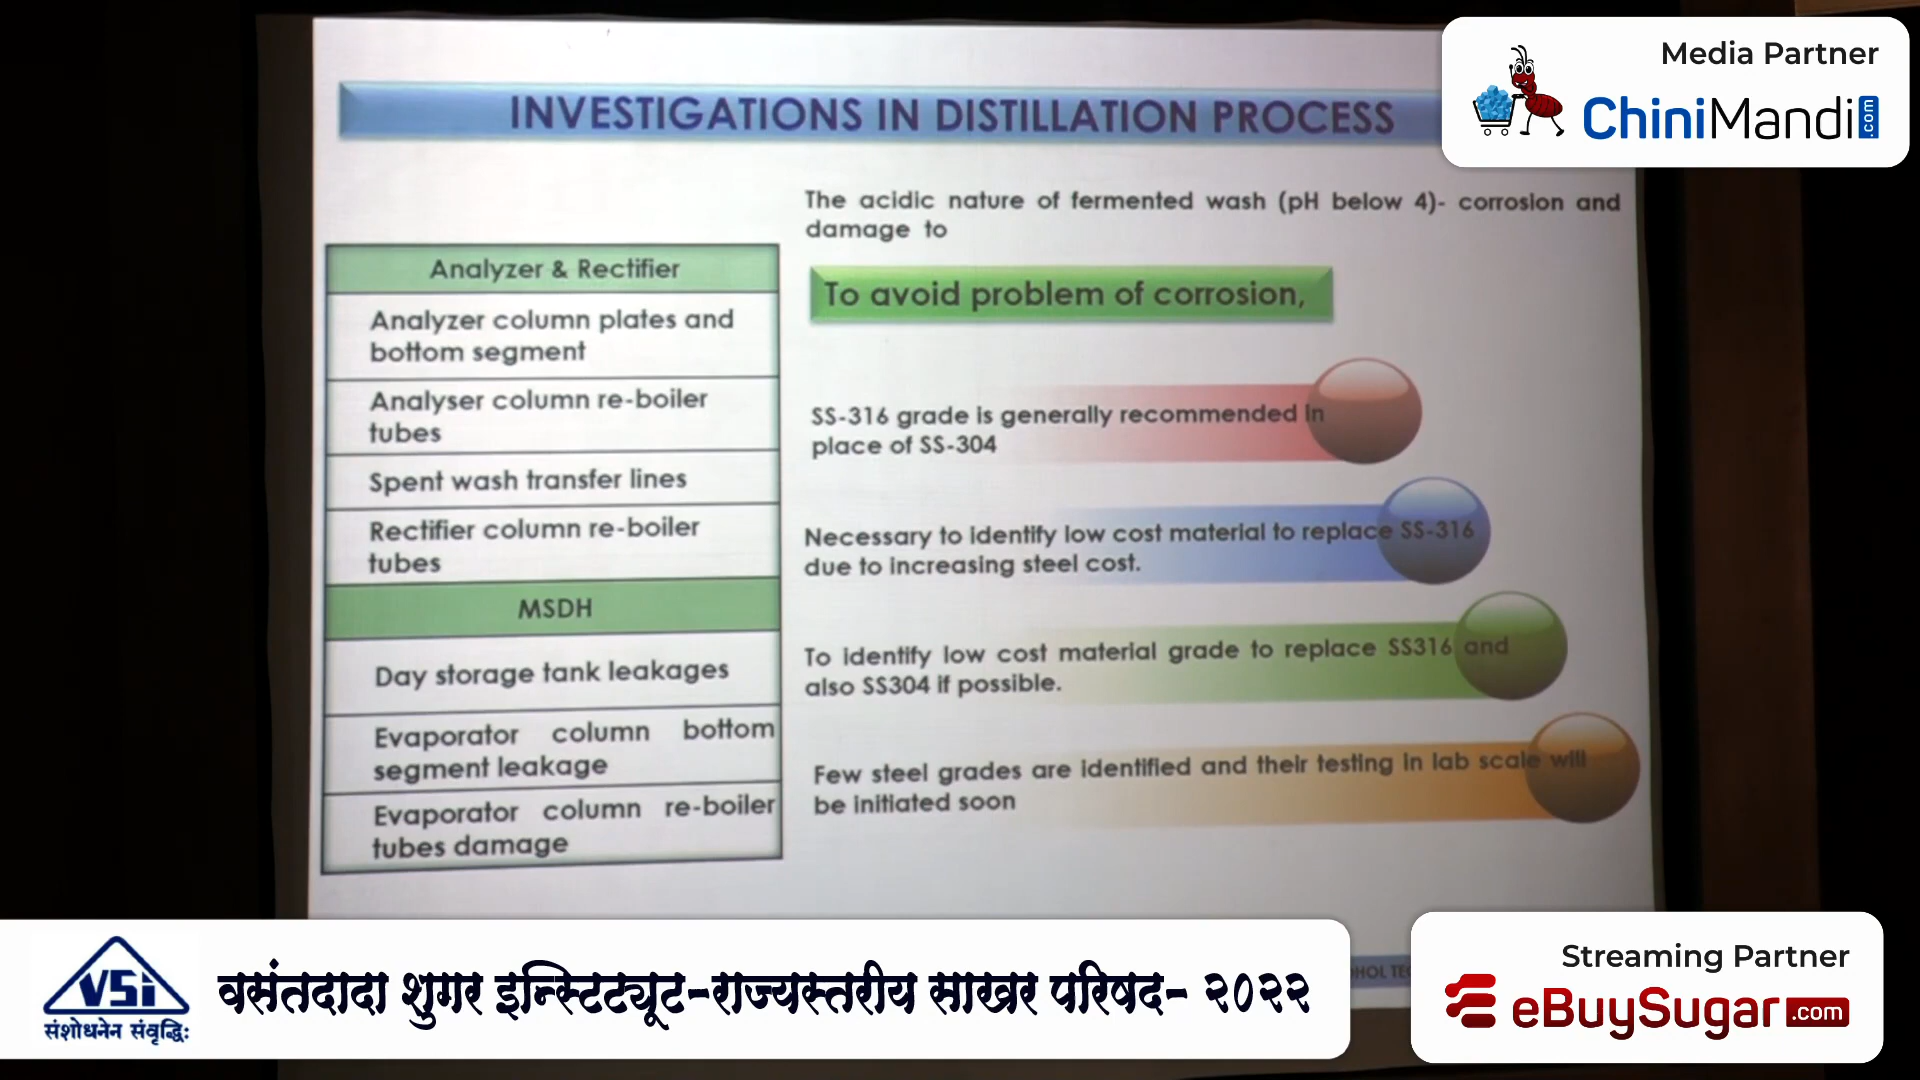 INVESTIGATIONS IN DISTILLATION PROCESS
Media Partner
ChiniMandi.com
The acidic nature of fermented wash (pH below 4)- corrosion and
damage to
Analyzer & Rectifier
Analyzer column plates and
bottom segment
Analyser column re-boiler
tubes
Spent wash transfer lines
Rectifier column re-boiler
tubes
MSDH
Day storage tank leakages
Evaporator column bottom
segment leakage
Evaporator column re-boiler
tubes damage
To avoid problem of corrosion,
SS-316 grade is generally recommended in
place of SS-304
Necessary to identify low cost material to replace SS-316
due to increasing steel cost.
To identify low cost material grade to replace SS316 and
also SS304 if possible.
Few steel grades are identified and their testing in lab scale will
be initiated soon
VSI
संशोधनेन संवृद्धिः
वसंतदादा शुगर इन्स्टिट्यूट-राज्यस्तरीय साखर परिषद- २०२२
Streaming Partner
eBuySugar.com